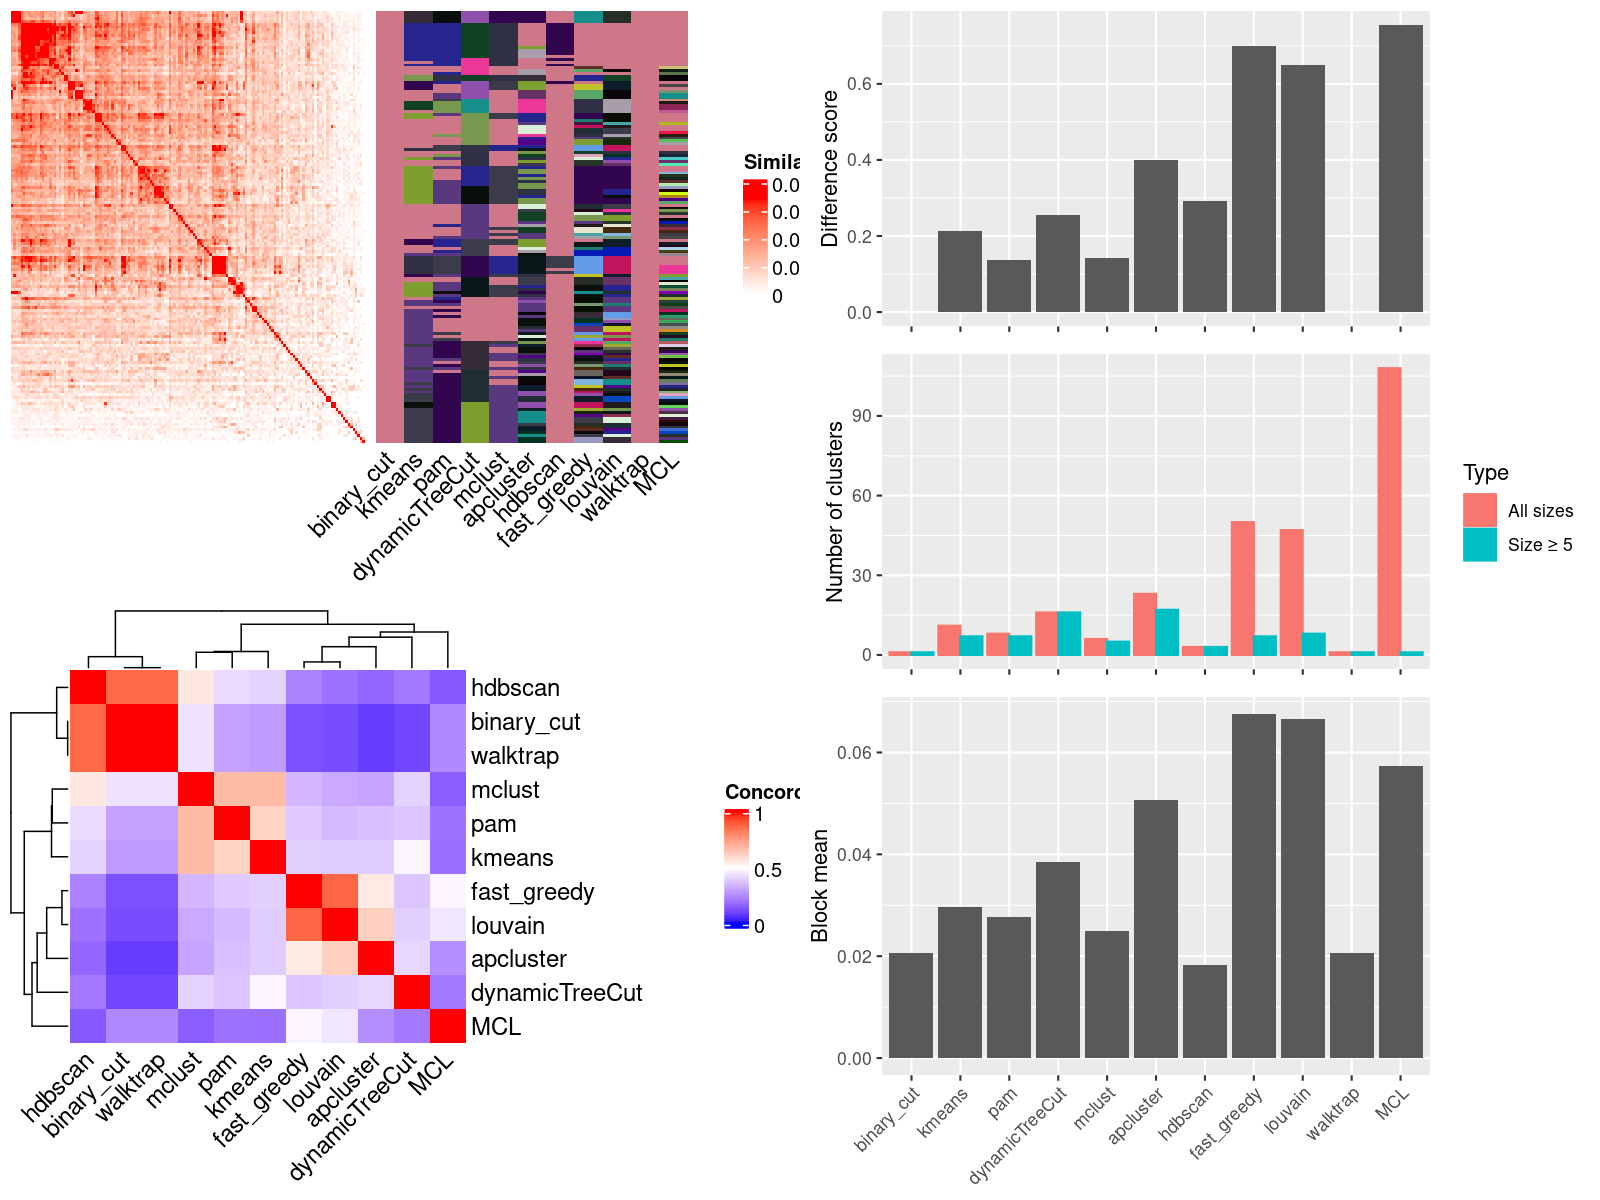 Simila
0.0
0.0
0.0
0.0
0
binary_cut
kmeans
pam
dynamicTreeCut
mclust
apcluster
hdbscan
fast_greedy
louvain
walktrap
MCL
hdbscan
binary_cut
walktrap
mclust
pam
kmeans
fast_greedy
louvain
apcluster
dynamicTreeCut
MCL
hdbscan
binary_cut
walktrap
mclust
pam
kmeans
fast_greedy
louvain
apcluster
dynamicTreeCut
MCL
Concord
1
0.5
0
Difference score
0.6
0.4
0.2
0.0
Number of clusters
90
60
30
0
Type
All sizes
Size ≥ 5
Block mean
0.06
0.04
0.02
0.00
binary_cut
kmeans
pam
dynamicTreeCut
mclust
apcluster
hdbscan
fast_greedy
louvain
walktrap
MCL